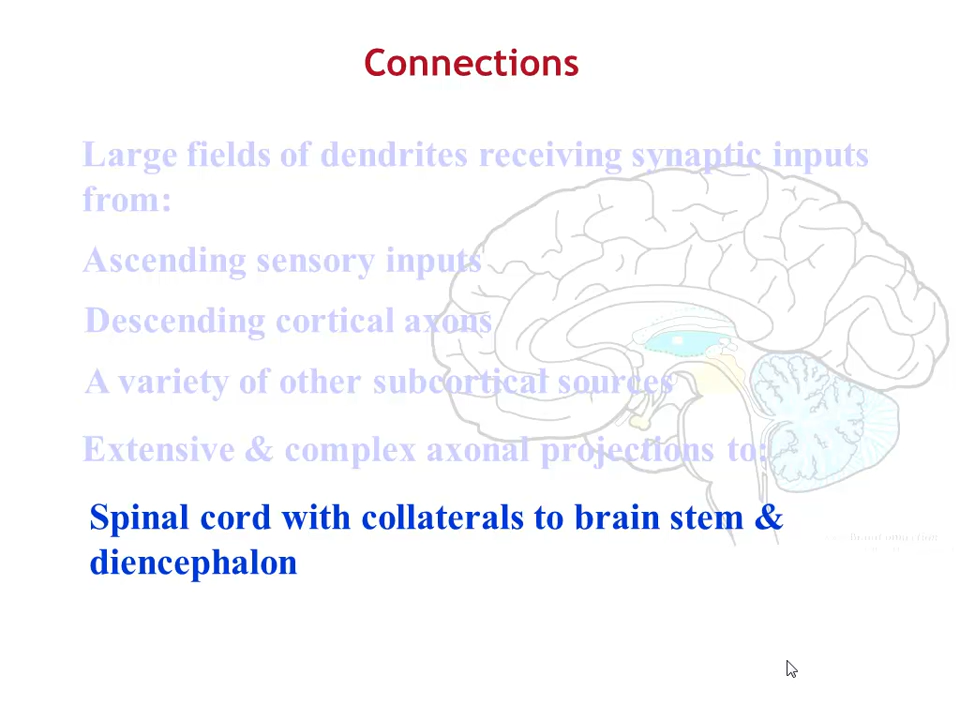 Connections
Large fields of dendrites receiving synaptic inputs
from:
Ascending sensory inputs
Descending cortical axons
A variety of other subcortical sources
Extensive & complex axonal projections to:
Spinal cord with collaterals to brain stem &
diencephalon